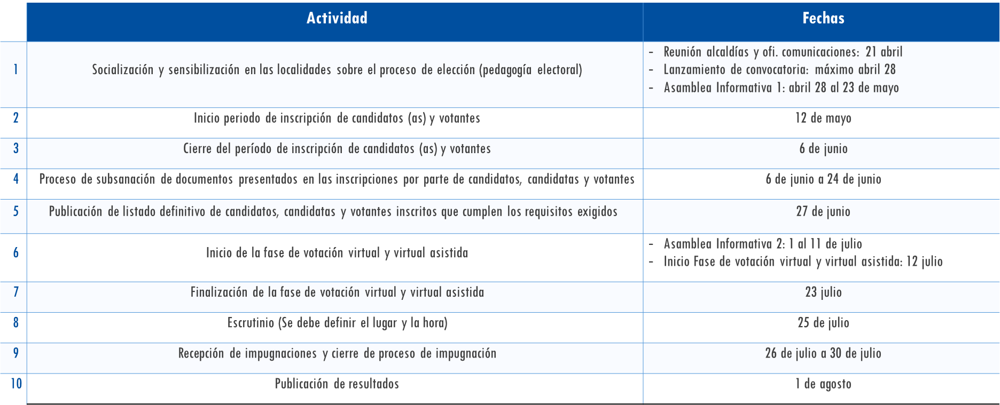 Actividad Fechas
1 Socialización y sensibilización en las localidades sobre el proceso de elección (pedagogía electoral)
- Reunión alcaldías y ofi. comunicaciones: 21 abril
- Lanzamiento de convocatoria: máximo abril 28
- Asamblea Informativa 1: abril 28 al 23 de mayo
2 Inicio periodo de inscripción de candidatos (as) y votantes 12 de mayo
3 Cierre del período de inscripción de candidatos (as) y votantes 6 de junio
4 Proceso de subsanación de documentos presentados en las inscripciones por parte de candidatos, candidatas y votantes 6 de junio a 24 de junio
5 Publicación de listado definitivo de candidatos, candidatas y votantes inscritos que cumplen los requisitos exigidos 27 de junio
6 Inicio de la fase de votación virtual y virtual asistida
- Asamblea Informativa 2: 1 al 11 de julio
- Inicio Fase de votación virtual y virtual asistida: 12 julio
7 Finalización de la fase de votación virtual y virtual asistida 23 julio
8 Escrutinio (Se debe definir el lugar y la hora) 25 de julio
9 Recepción de impugnaciones y cierre de proceso de impugnación 26 de julio a 30 de julio
10 Publicación de resultados 1 de agosto